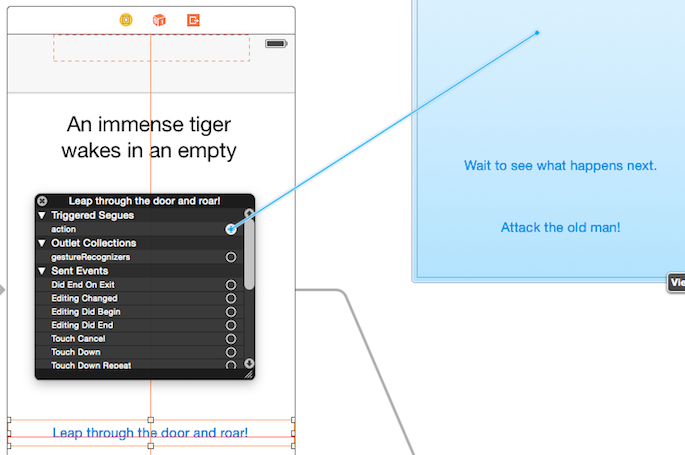 An immense tiger
wakes in an empty
Leap through the door and roar!
Triggered Segues
action
Outlet Collections
gestureRecognizers
Sent Events
Did End On Exit
Editing Changed
Editing Did Begin
Editing Did End
Touch Cancel
Touch Down
Touch Down Repeat
Leap through the door and roar!
Wait to see what happens next.
Attack the old man!
Vie